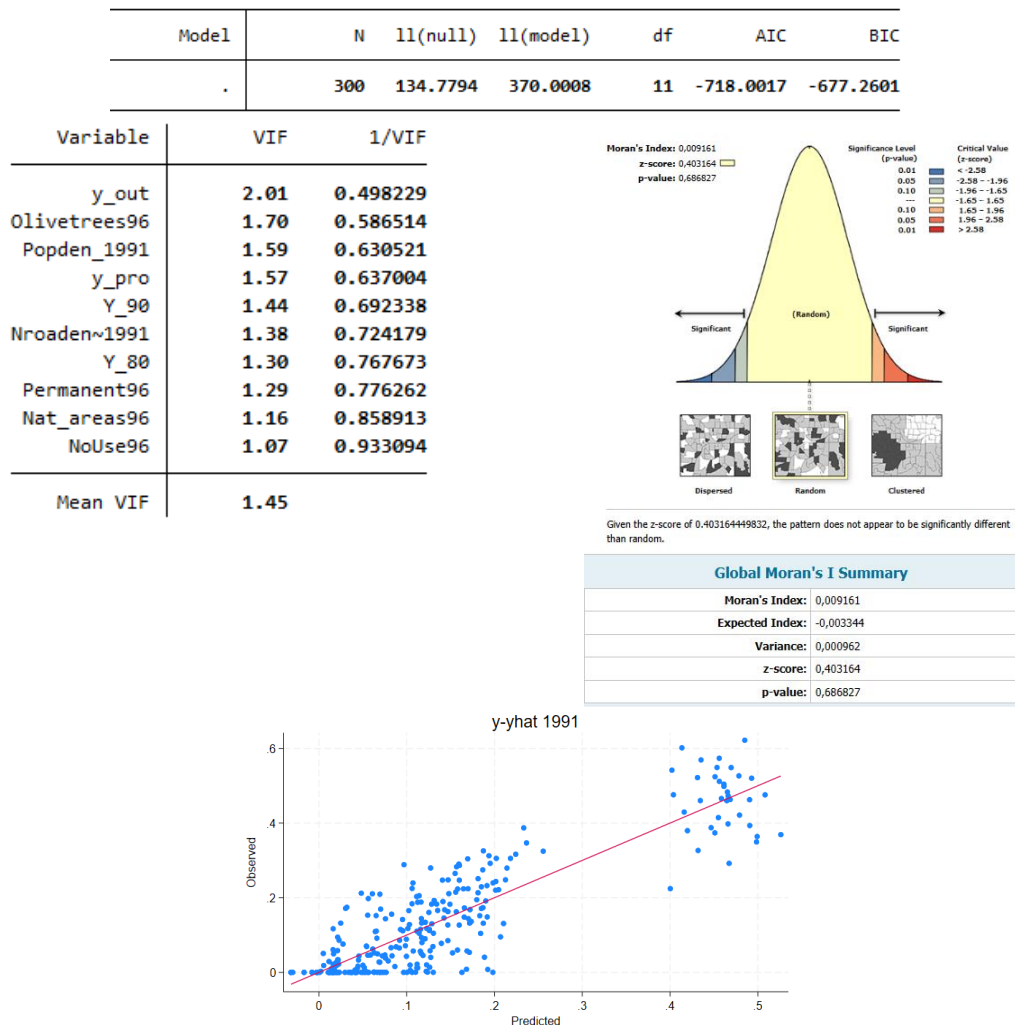 Model N ll(null) ll(model) df AIC BIC
. 300 134.7794 370.0008 11 -718.0017 -677.2601
Variable VIF 1/VIF
y_out 2.01 0.498229
Olivetrees96 1.70 0.586514
Popden_1991 1.59 0.630521
y_pro 1.57 0.637004
Y_90 1.44 0.692338
Nroaden~1991 1.38 0.724179
Y_80 1.30 0.767673
Permanent96 1.29 0.776262
Nat_areas96 1.16 0.858913
NoUse96 1.07 0.933094
Mean VIF 1.45
Moran's Index: 0,009161
z-score: 0,403164
p-value: 0,686827
Significance Level Critical Value
(p-value) (z-score)
0.01 < -2.58
0.05 -2.58 – -1.96
0.10 -1.96 – -1.65
--- -1.65 – 1.65
0.10 1.65 – 1.96
0.05 1.96 – 2.58
0.01 > 2.58
(Random)
Significant Significant
Dispersed Random Clustered
Given the z-score of 0.403164449832, the pattern does not appear to be significantly different
than random.
Global Moran's I Summary
Moran's Index: 0,009161
Expected Index: -0,003344
Variance: 0,000962
z-score: 0,403164
p-value: 0,686827
y-yhat 1991
.6
.4
.2
0
Observed
0 .1 .2 .3 .4 .5
Predicted